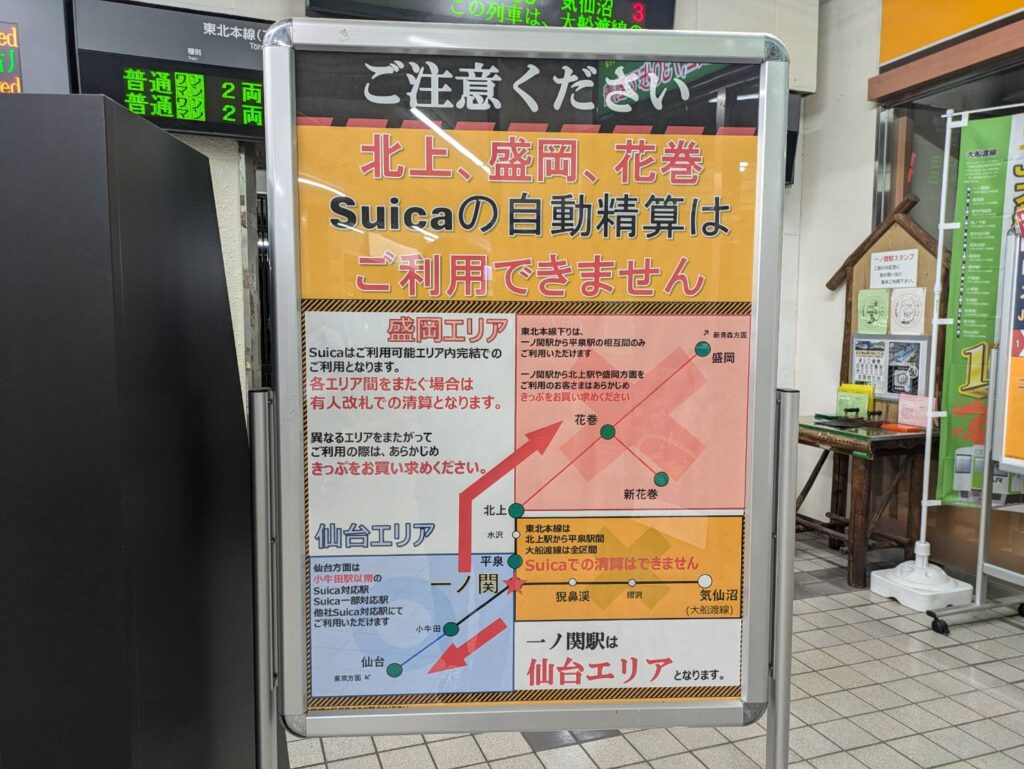 東北本線
種別
普通 2両
普通 2両
気仙沼 3
この列車は、大船渡線の
ご注意ください
北上、盛岡、花巻
Suicaの自動精算は
ご利用できません
盛岡エリア
Suicaはご利用可能エリア内完結での
ご利用となります。
各エリア間をまたぐ場合は
有人改札での清算となります。
異なるエリアをまたがって
ご利用の際は、あらかじめ
きっぷをお買い求めください。
東北本線下りは、
一ノ関駅から平泉駅の相互間のみ
ご利用いただけます
一ノ関駅から北上駅や盛岡方面を
ご利用のお客さまはあらかじめ
きっぷをお買い求めください
↗ 新青森方面
盛岡
花巻
新花巻
北上
水沢
平泉
一ノ関
仙台エリア
仙台方面は
小牛田駅以南の
Suica対応駅
Suica一部対応駅
他社Suica対応駅にて
ご利用いただけます
小牛田
仙台
東京方面 ↙
東北本線は
北上駅から平泉駅間
大船渡線は全区間
Suicaでの清算はできません
猊鼻渓
摺沢
気仙沼
(大船渡線)
一ノ関駅は
仙台エリアとなります。
一ノ関駅スタンプ
大船渡線